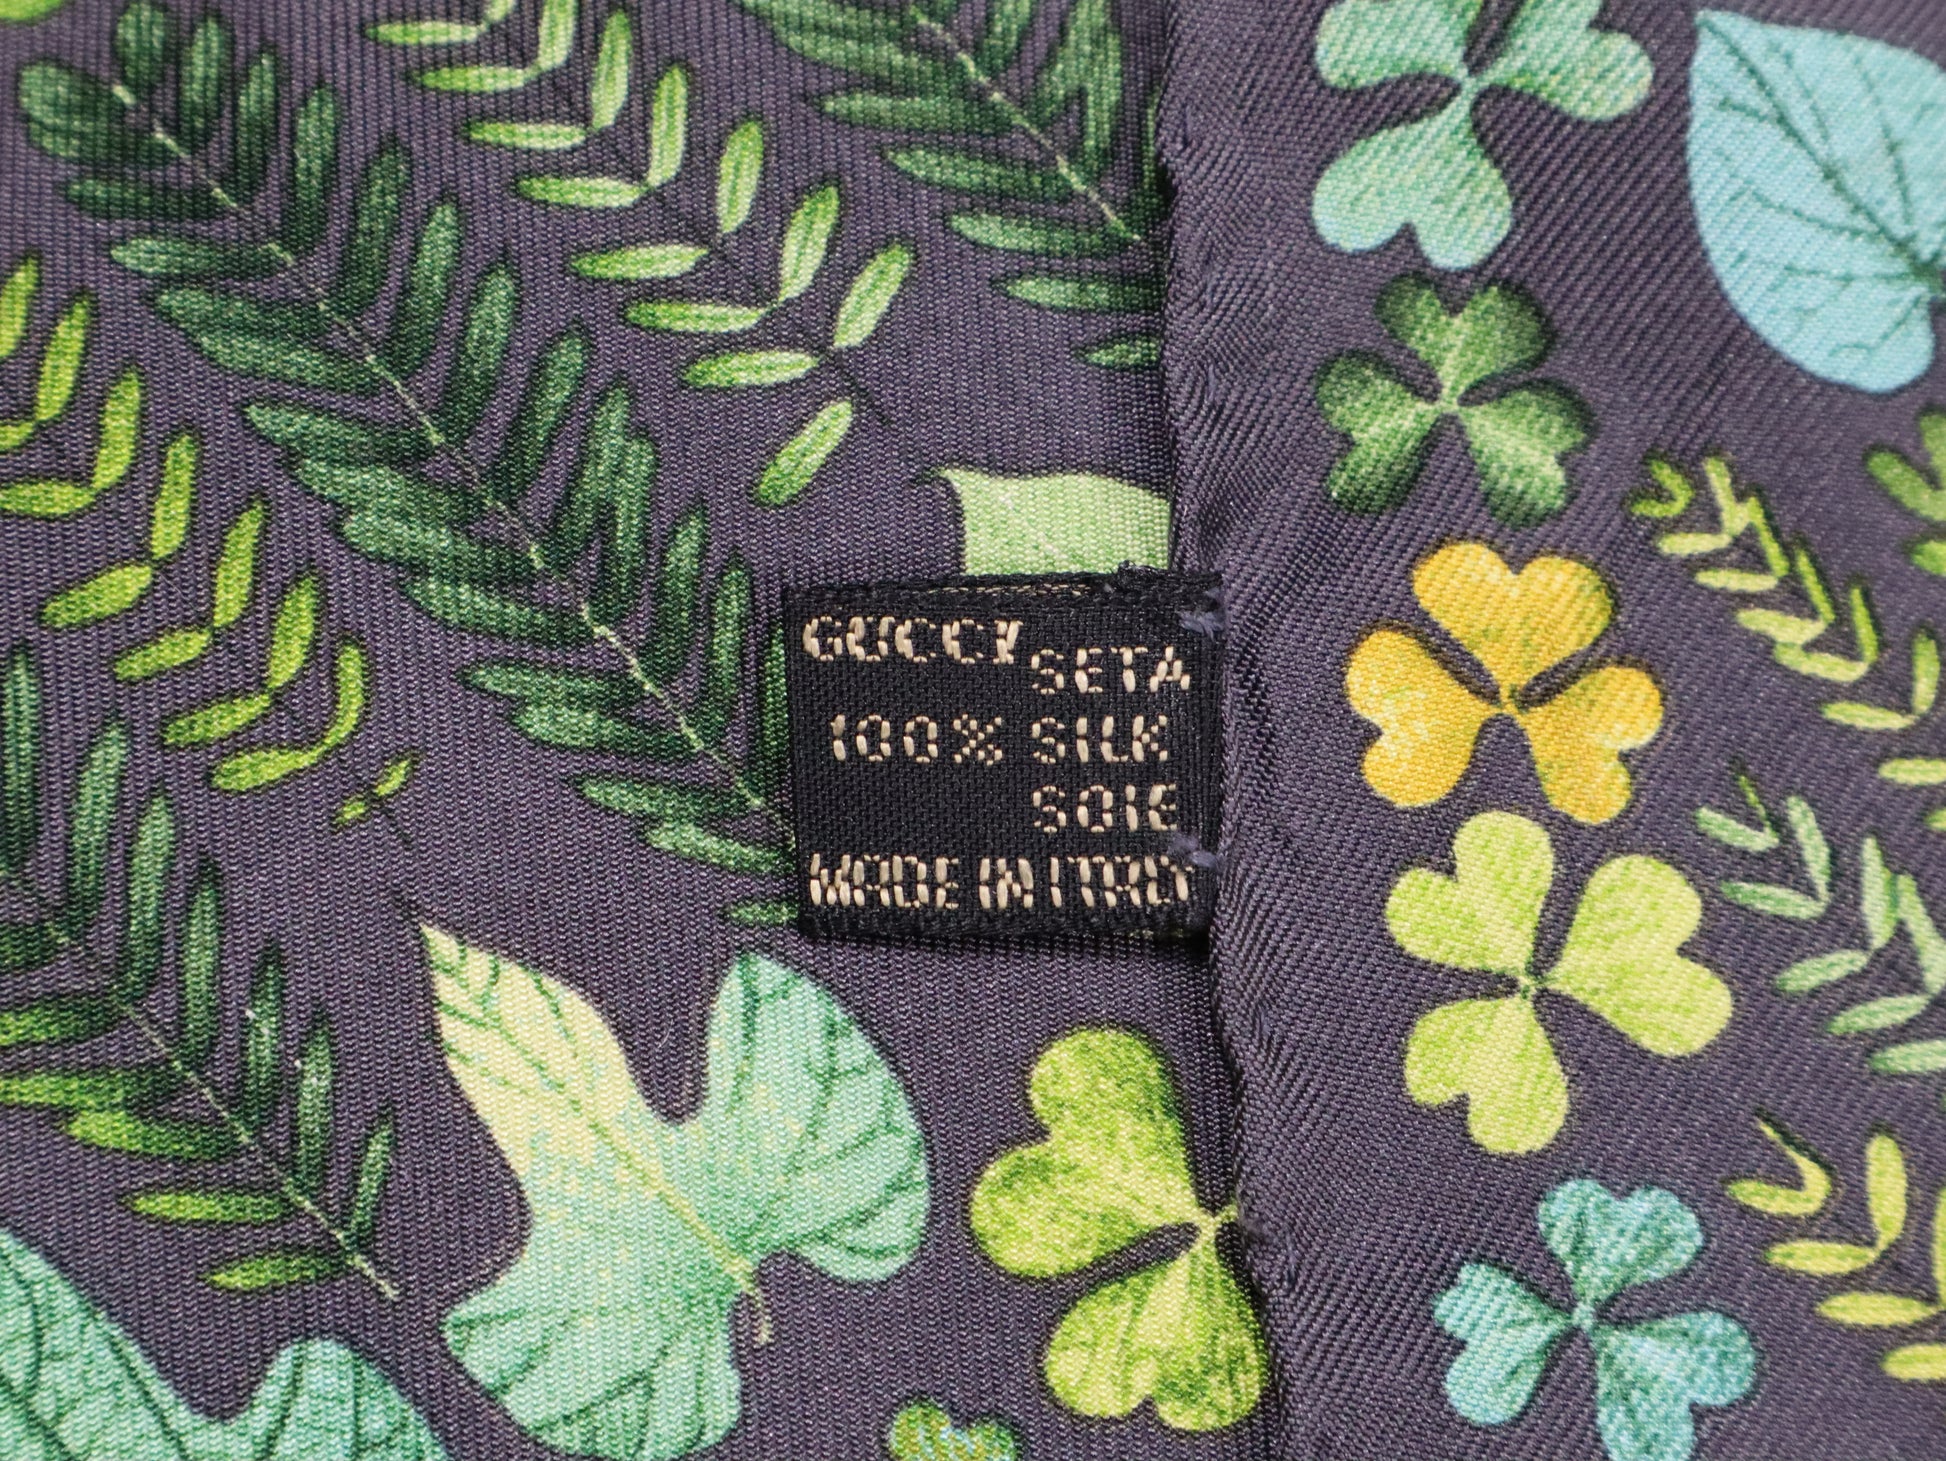 GUCCI SETA
100% SILK
SOIE
MADE IN ITALY